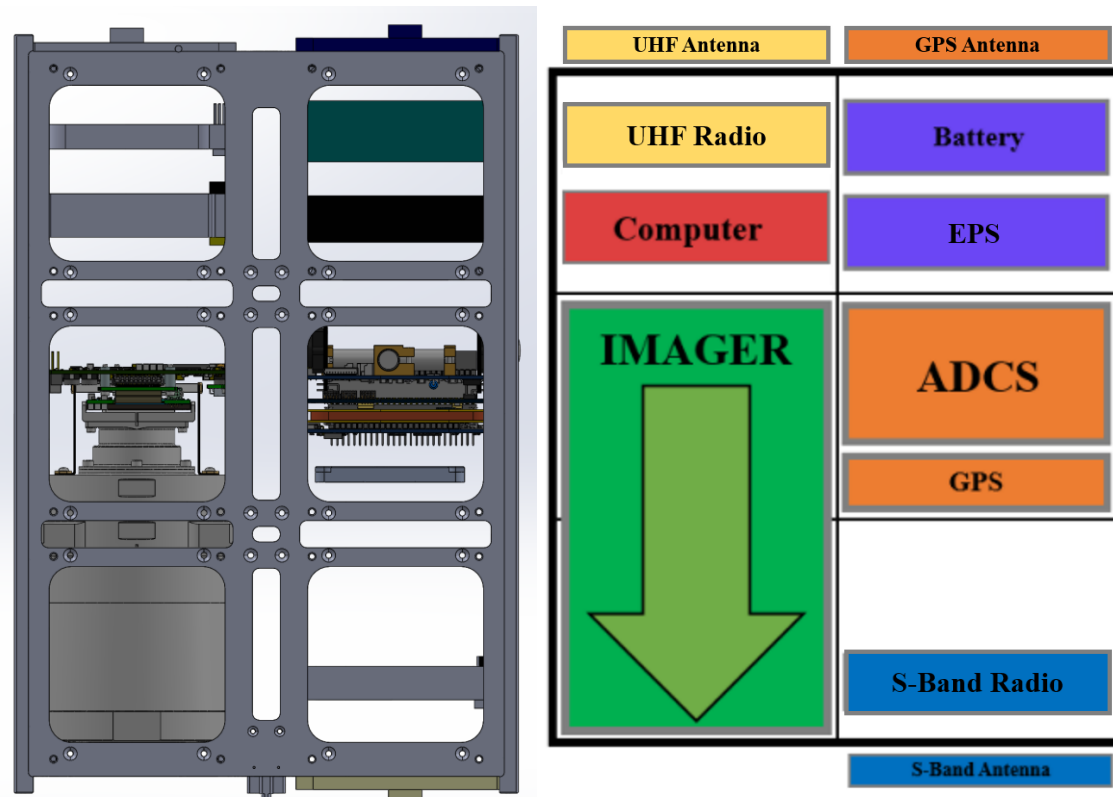 UHF Antenna
GPS Antenna
UHF Radio
Battery
Computer
EPS
IMAGER
ADCS
GPS
S-Band Radio
S-Band Antenna